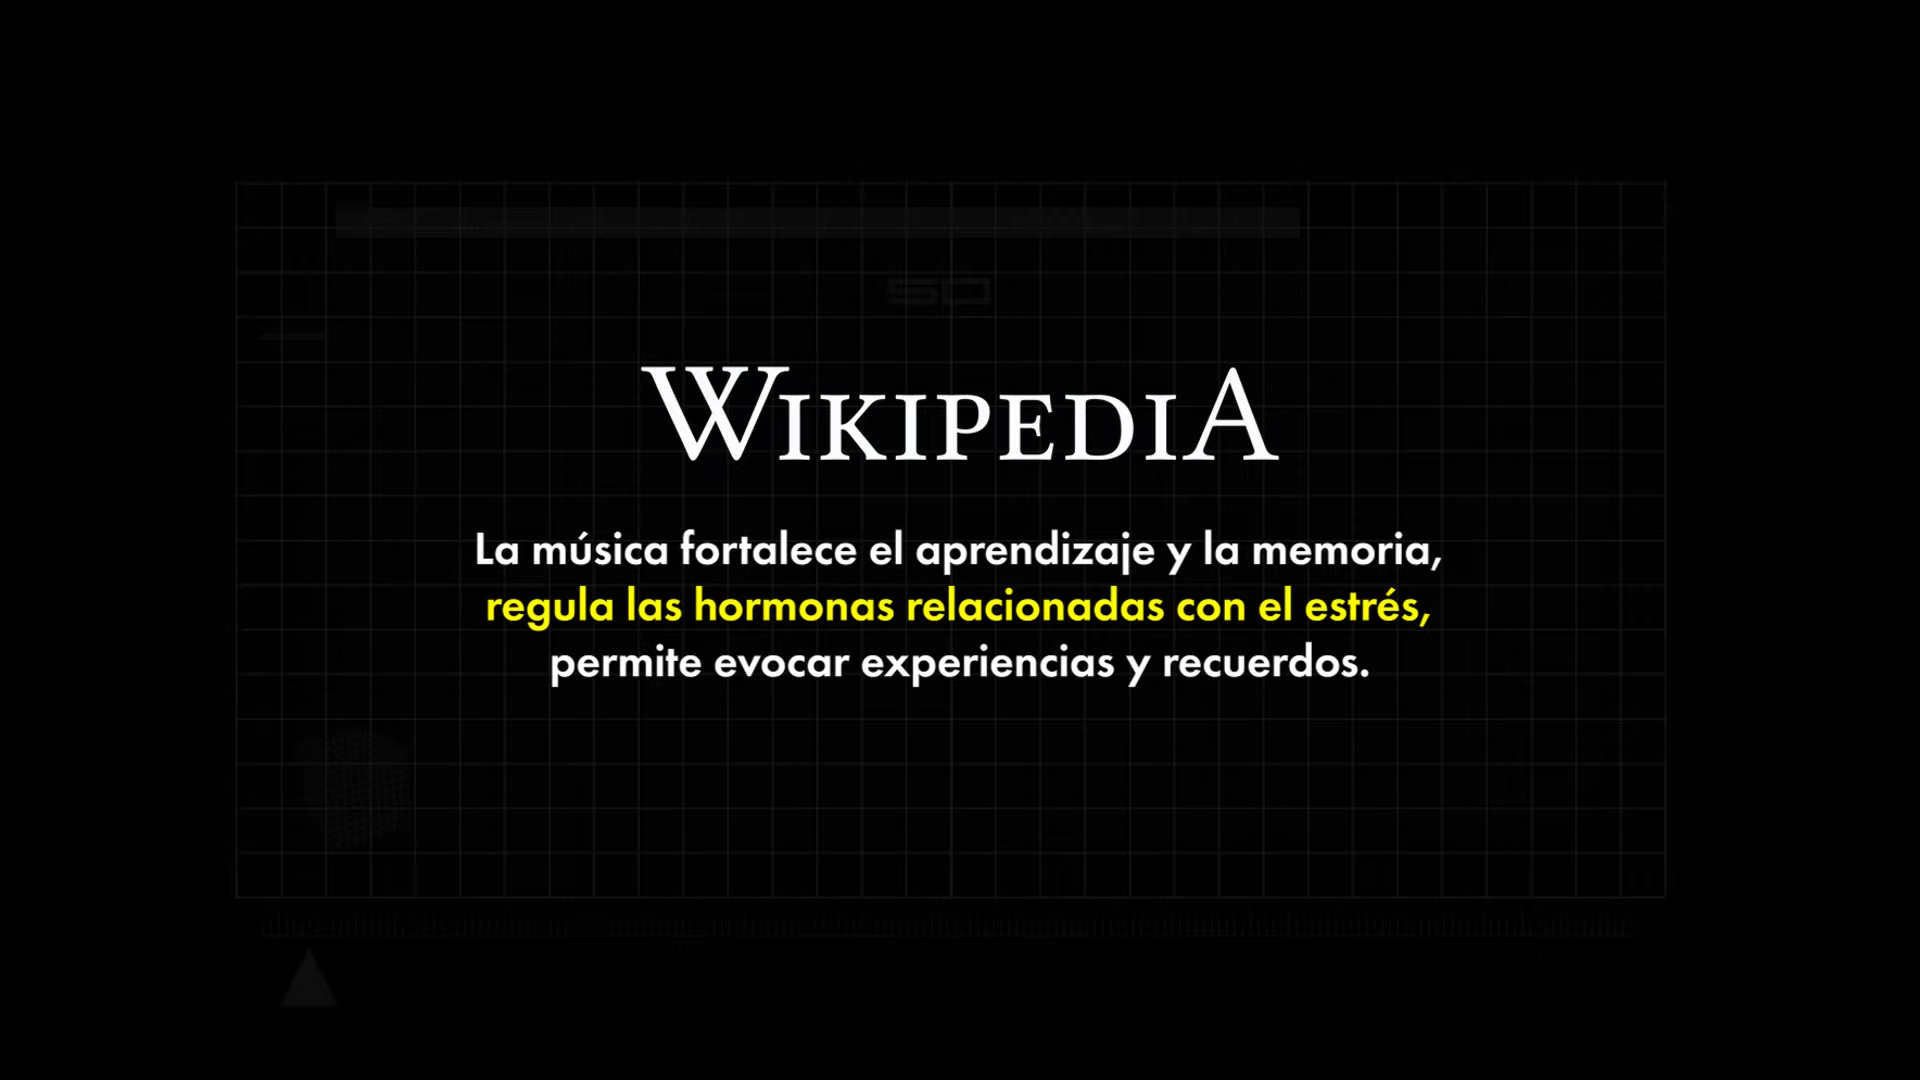 50
WIKIPEDIA
La música fortalece el aprendizaje y la memoria,
regula las hormonas relacionadas con el estrés,
permite evocar experiencias y recuerdos.